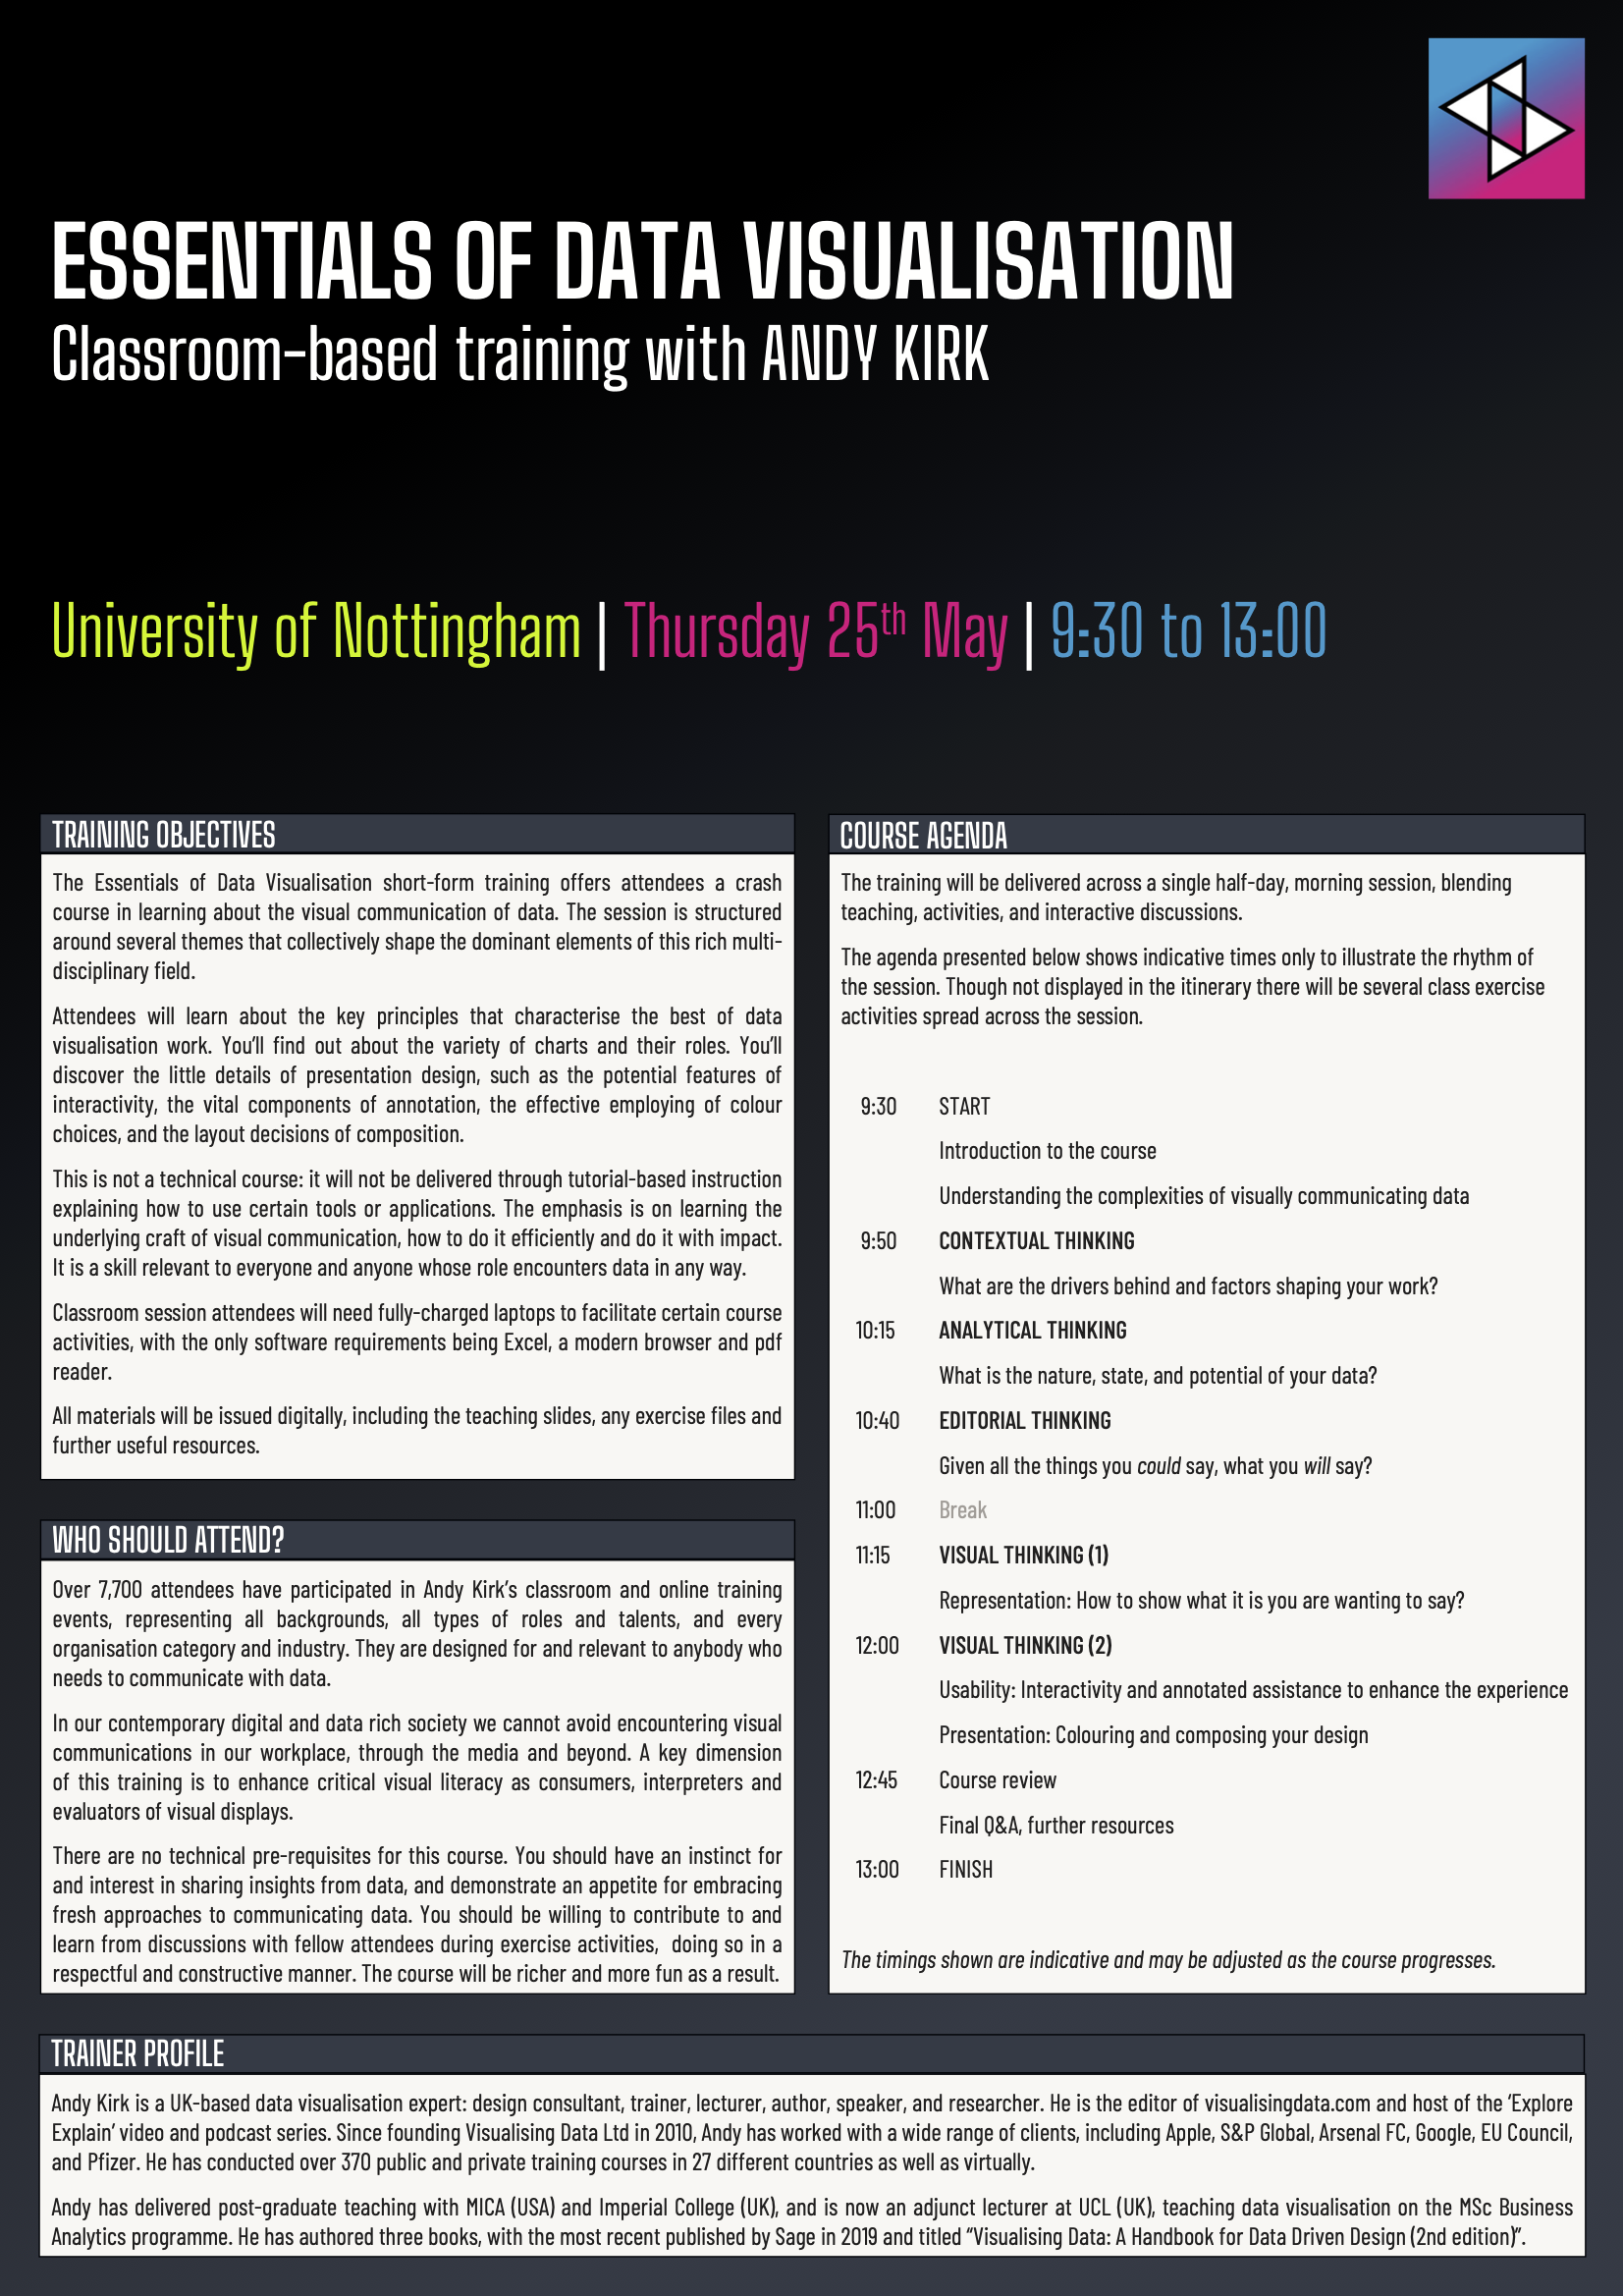 ESSENTIALS OF DATA VISUALISATION
Classroom-based training with ANDY KIRK
University of Nottingham | Thursday 25th May | 9:30 to 13:00
TRAINING OBJECTIVES
The Essentials of Data Visualisation short-form training offers attendees a crash
course in learning about the visual communication of data. The session is structured
around several themes that collectively shape the dominant elements of this rich multi-
disciplinary field.
Attendees will learn about the key principles that characterise the best of data
visualisation work. You'll find out about the variety of charts and their roles. You'll
discover the little details of presentation design, such as the potential features of
interactivity, the vital components of annotation, the effective employing of colour
choices, and the layout decisions of composition.
This is not a technical course: it will not be delivered through tutorial-based instruction
explaining how to use certain tools or applications. The emphasis is on learning the
underlying craft of visual communication, how to do it efficiently and do it with impact.
It is a skill relevant to everyone and anyone whose role encounters data in any way.
Classroom session attendees will need fully-charged laptops to facilitate certain course
activities, with the only software requirements being Excel, a modern browser and pdf
reader.
All materials will be issued digitally, including the teaching slides, any exercise files and
further useful resources.
WHO SHOULD ATTEND?
Over 7,700 attendees have participated in Andy Kirk's classroom and online training
events, representing all backgrounds, all types of roles and talents, and every
organisation category and industry. They are designed for and relevant to anybody who
needs to communicate with data.
In our contemporary digital and data rich society we cannot avoid encountering visual
communications in our workplace, through the media and beyond. A key dimension
of this training is to enhance critical visual literacy as consumers, interpreters and
evaluators of visual displays.
There are no technical pre-requisites for this course. You should have an instinct for
and interest in sharing insights from data, and demonstrate an appetite for embracing
fresh approaches to communicating data. You should be willing to contribute to and
learn from discussions with fellow attendees during exercise activities, doing so in a
respectful and constructive manner. The course will be richer and more fun as a result.
COURSE AGENDA
The training will be delivered across a single half-day, morning session, blending
teaching, activities, and interactive discussions.
The agenda presented below shows indicative times only to illustrate the rhythm of
the session. Though not displayed in the itinerary there will be several class exercise
activities spread across the session.
9:30 START
Introduction to the course
Understanding the complexities of visually communicating data
9:50 CONTEXTUAL THINKING
What are the drivers behind and factors shaping your work?
10:15 ANALYTICAL THINKING
What is the nature, state, and potential of your data?
10:40 EDITORIAL THINKING
Given all the things you could say, what you will say?
11:00 Break
11:15 VISUAL THINKING (1)
Representation: How to show what it is you are wanting to say?
12:00 VISUAL THINKING (2)
Usability: Interactivity and annotated assistance to enhance the experience
Presentation: Colouring and composing your design
12:45 Course review
Final Q&A, further resources
13:00 FINISH
The timings shown are indicative and may be adjusted as the course progresses.
TRAINER PROFILE
Andy Kirk is a UK-based data visualisation expert: design consultant, trainer, lecturer, author, speaker, and researcher. He is the editor of visualisingdata.com and host of the 'Explore
Explain' video and podcast series. Since founding Visualising Data Ltd in 2010, Andy has worked with a wide range of clients, including Apple, S&P Global, Arsenal FC, Google, EU Council,
and Pfizer. He has conducted over 370 public and private training courses in 27 different countries as well as virtually.
Andy has delivered post-graduate teaching with MICA (USA) and Imperial College (UK), and is now an adjunct lecturer at UCL (UK), teaching data visualisation on the MSc Business
Analytics programme. He has authored three books, with the most recent published by Sage in 2019 and titled "Visualising Data: A Handbook for Data Driven Design (2nd edition)".